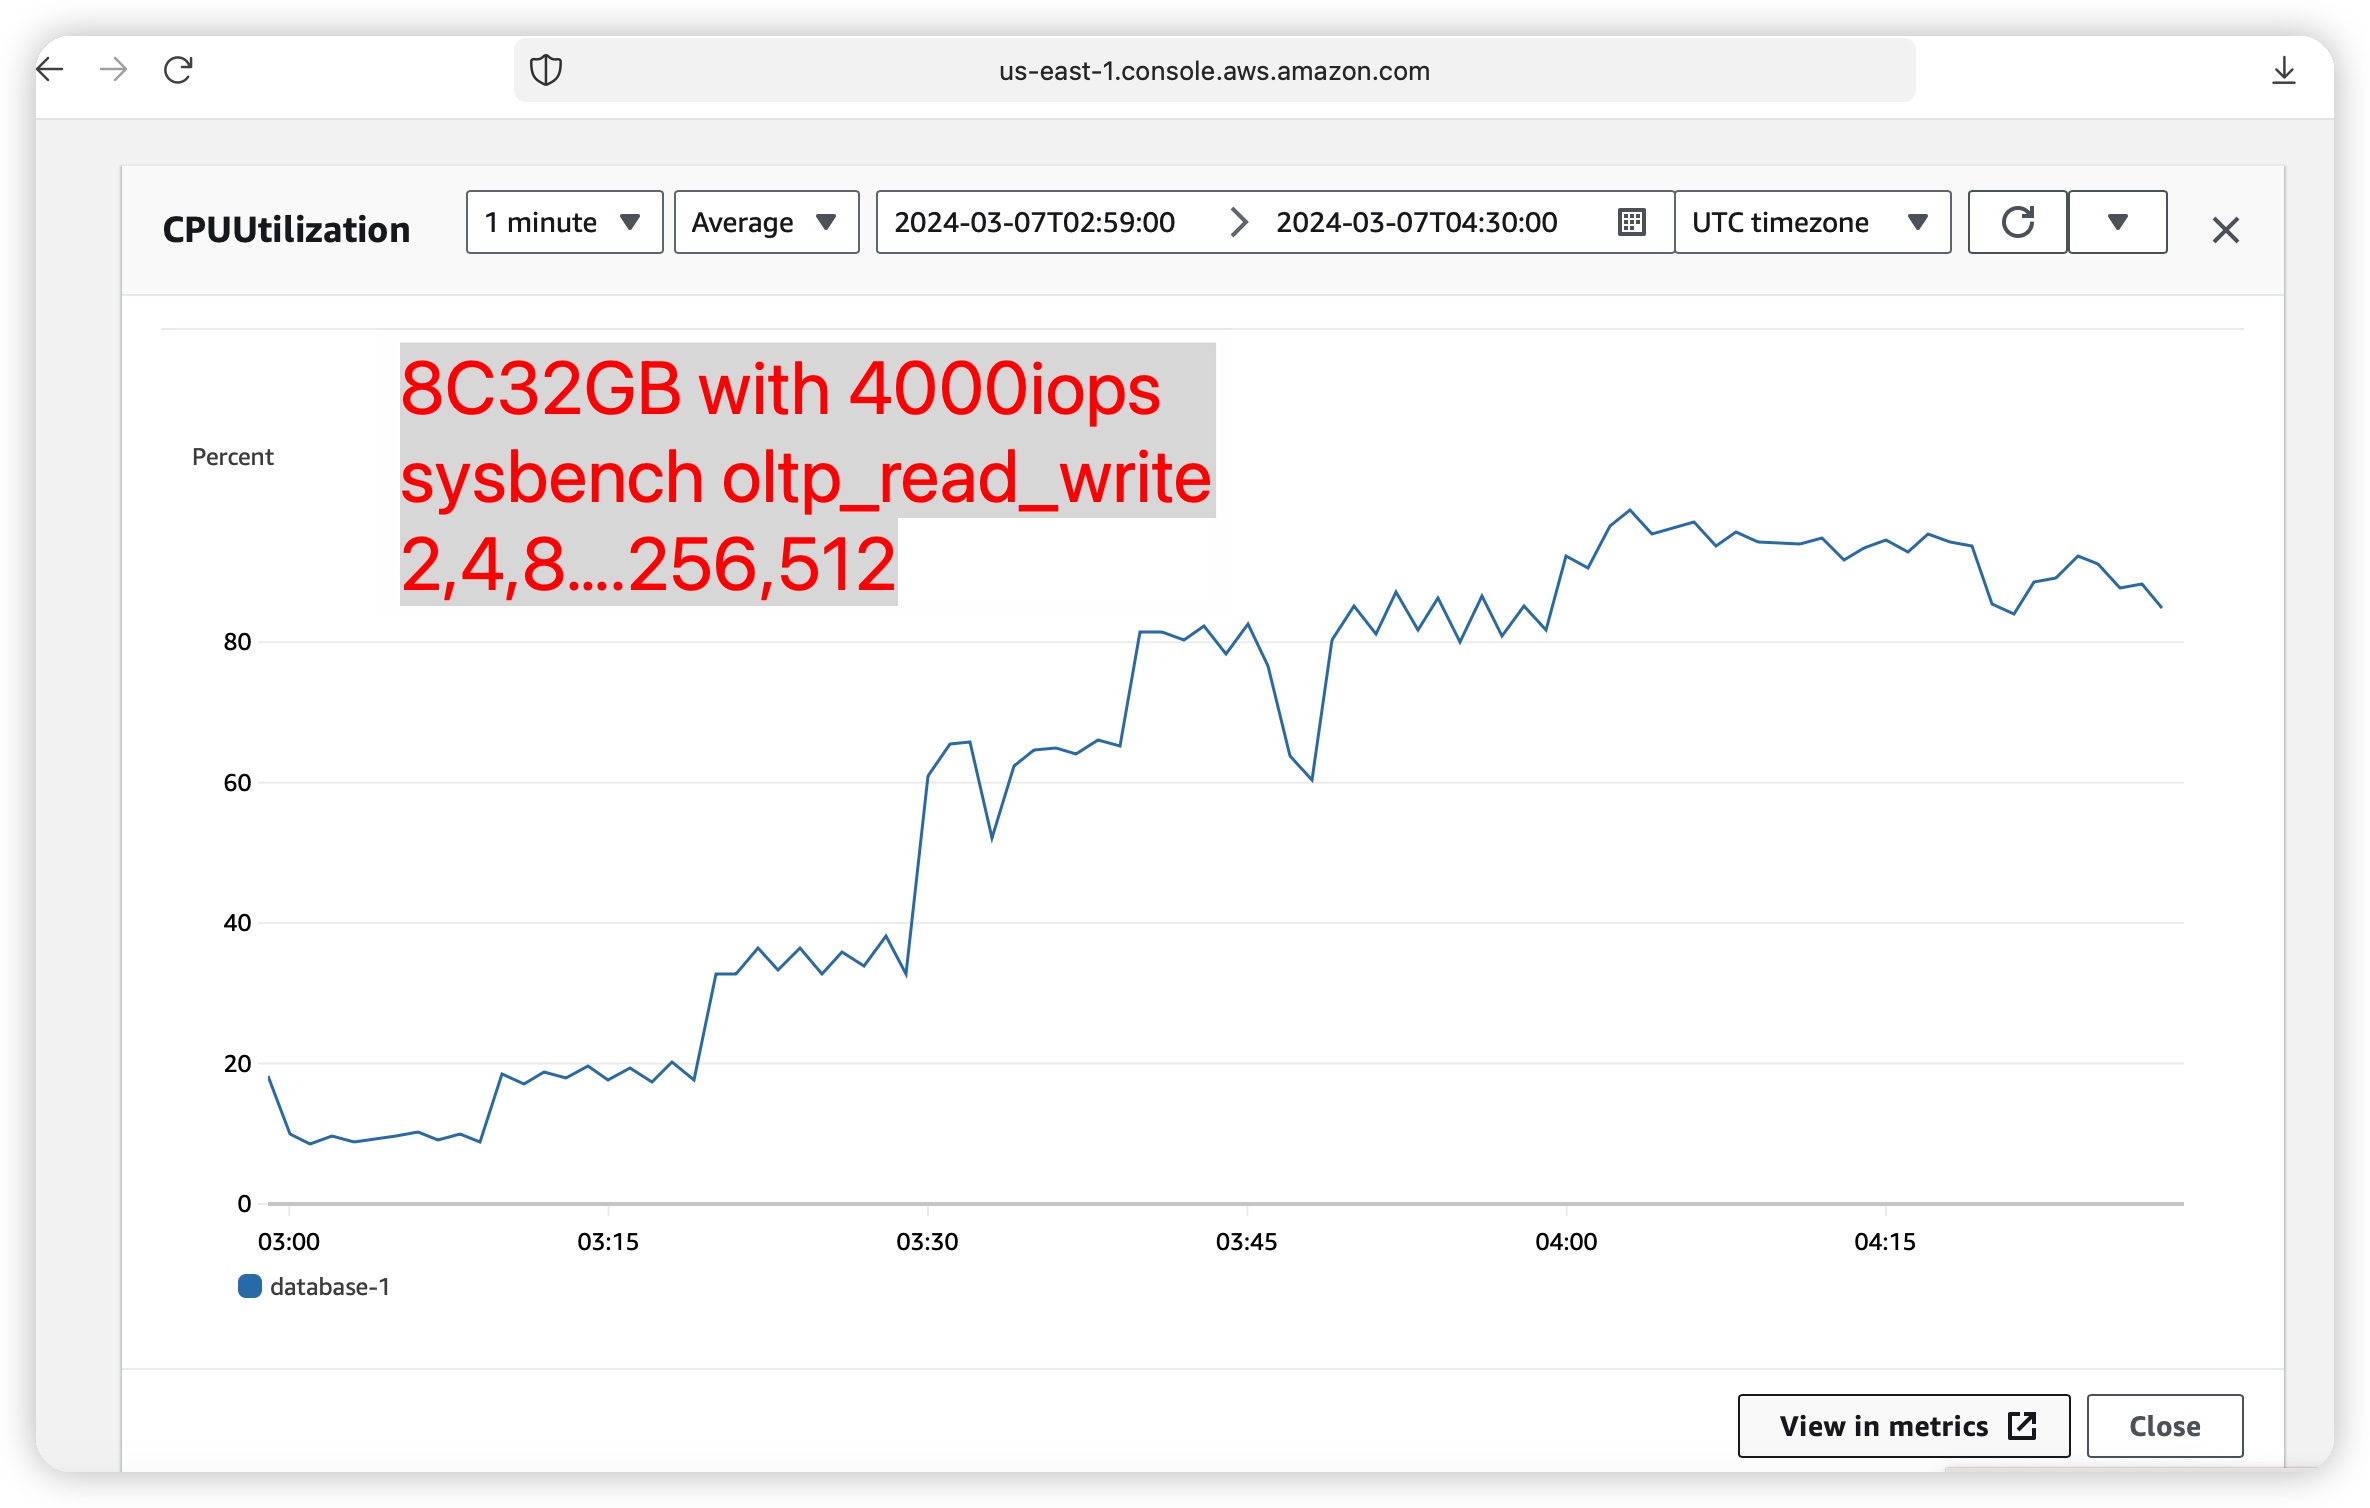 us-east-1.console.aws.amazon.com
CPUUtilization
1 minute
Average
2024-03-07T02:59:00
2024-03-07T04:30:00
UTC timezone
8C32GB with 4000iops
sysbench oltp_read_write
2,4,8....256,512
Percent
80
60
40
20
0
03:00
03:15
03:30
03:45
04:00
04:15
database-1
View in metrics
Close